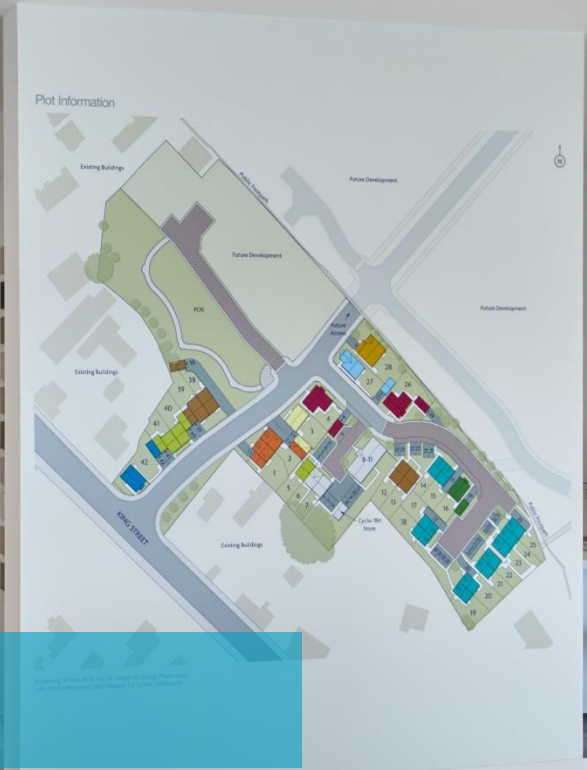 Plot Information
N
Existing Buildings
Public Footpath
Future Development
Future Development
POS
Future Development
Future
Access
Existing Buildings
28
27
26
38
39
40
41
42
4
3
2
1
5
6
7
8-11
12
13
14
15
16
17
18
Cycle/Bin
Store
KING STREET
Existing Buildings
Public Footpath
25
24
23
22
21
20
19